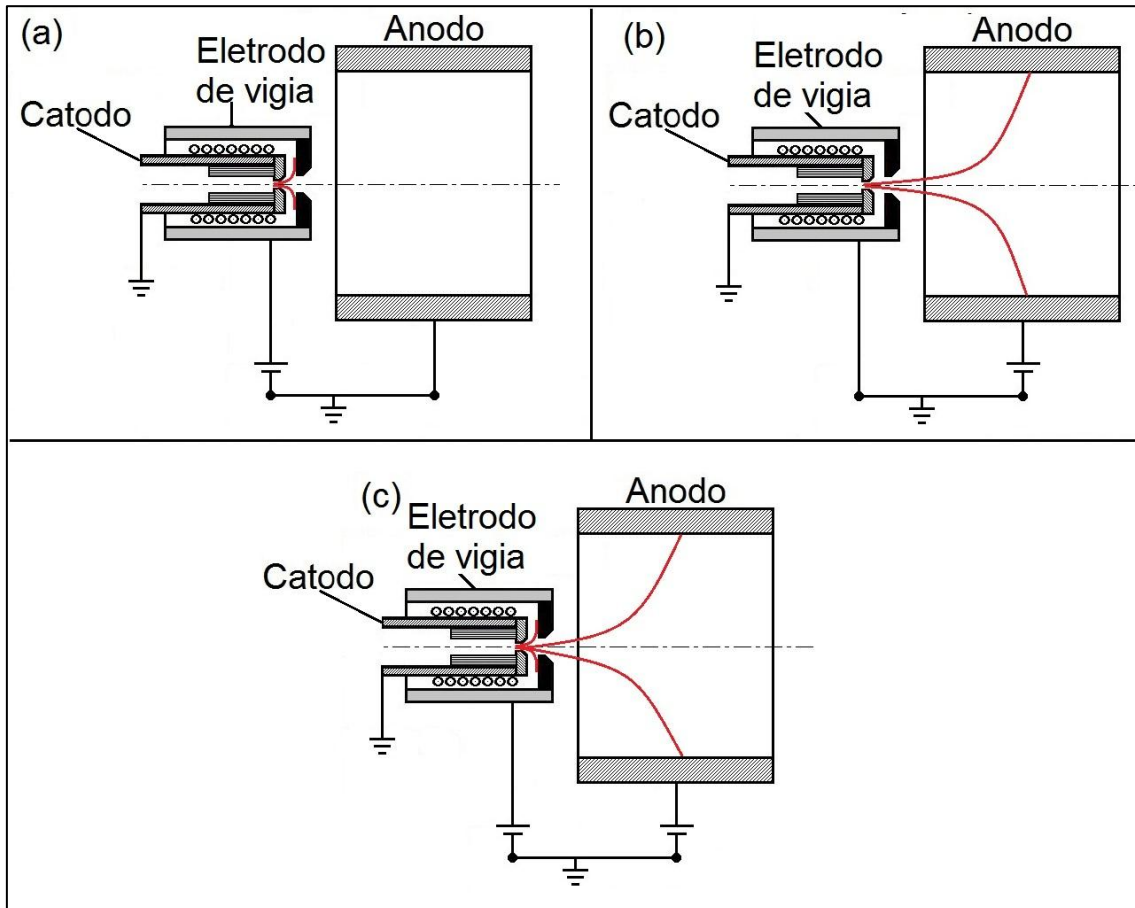 (a)
Anodo
Eletrodo
de vigia
Catodo
(b)
Anodo
Eletrodo
de vigia
Catodo
(c)
Anodo
Eletrodo
de vigia
Catodo